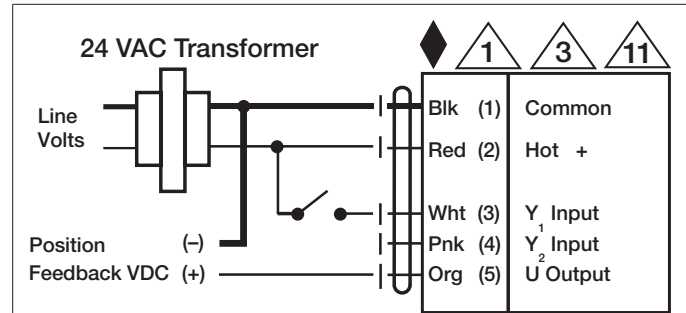 24 VAC Transformer
1 3 11
Line
Volts
Blk (1) Common
Red (2) Hot +
Wht (3) Y1 Input
Pnk (4) Y2 Input
Org (5) U Output
Position (–)
Feedback VDC (+)